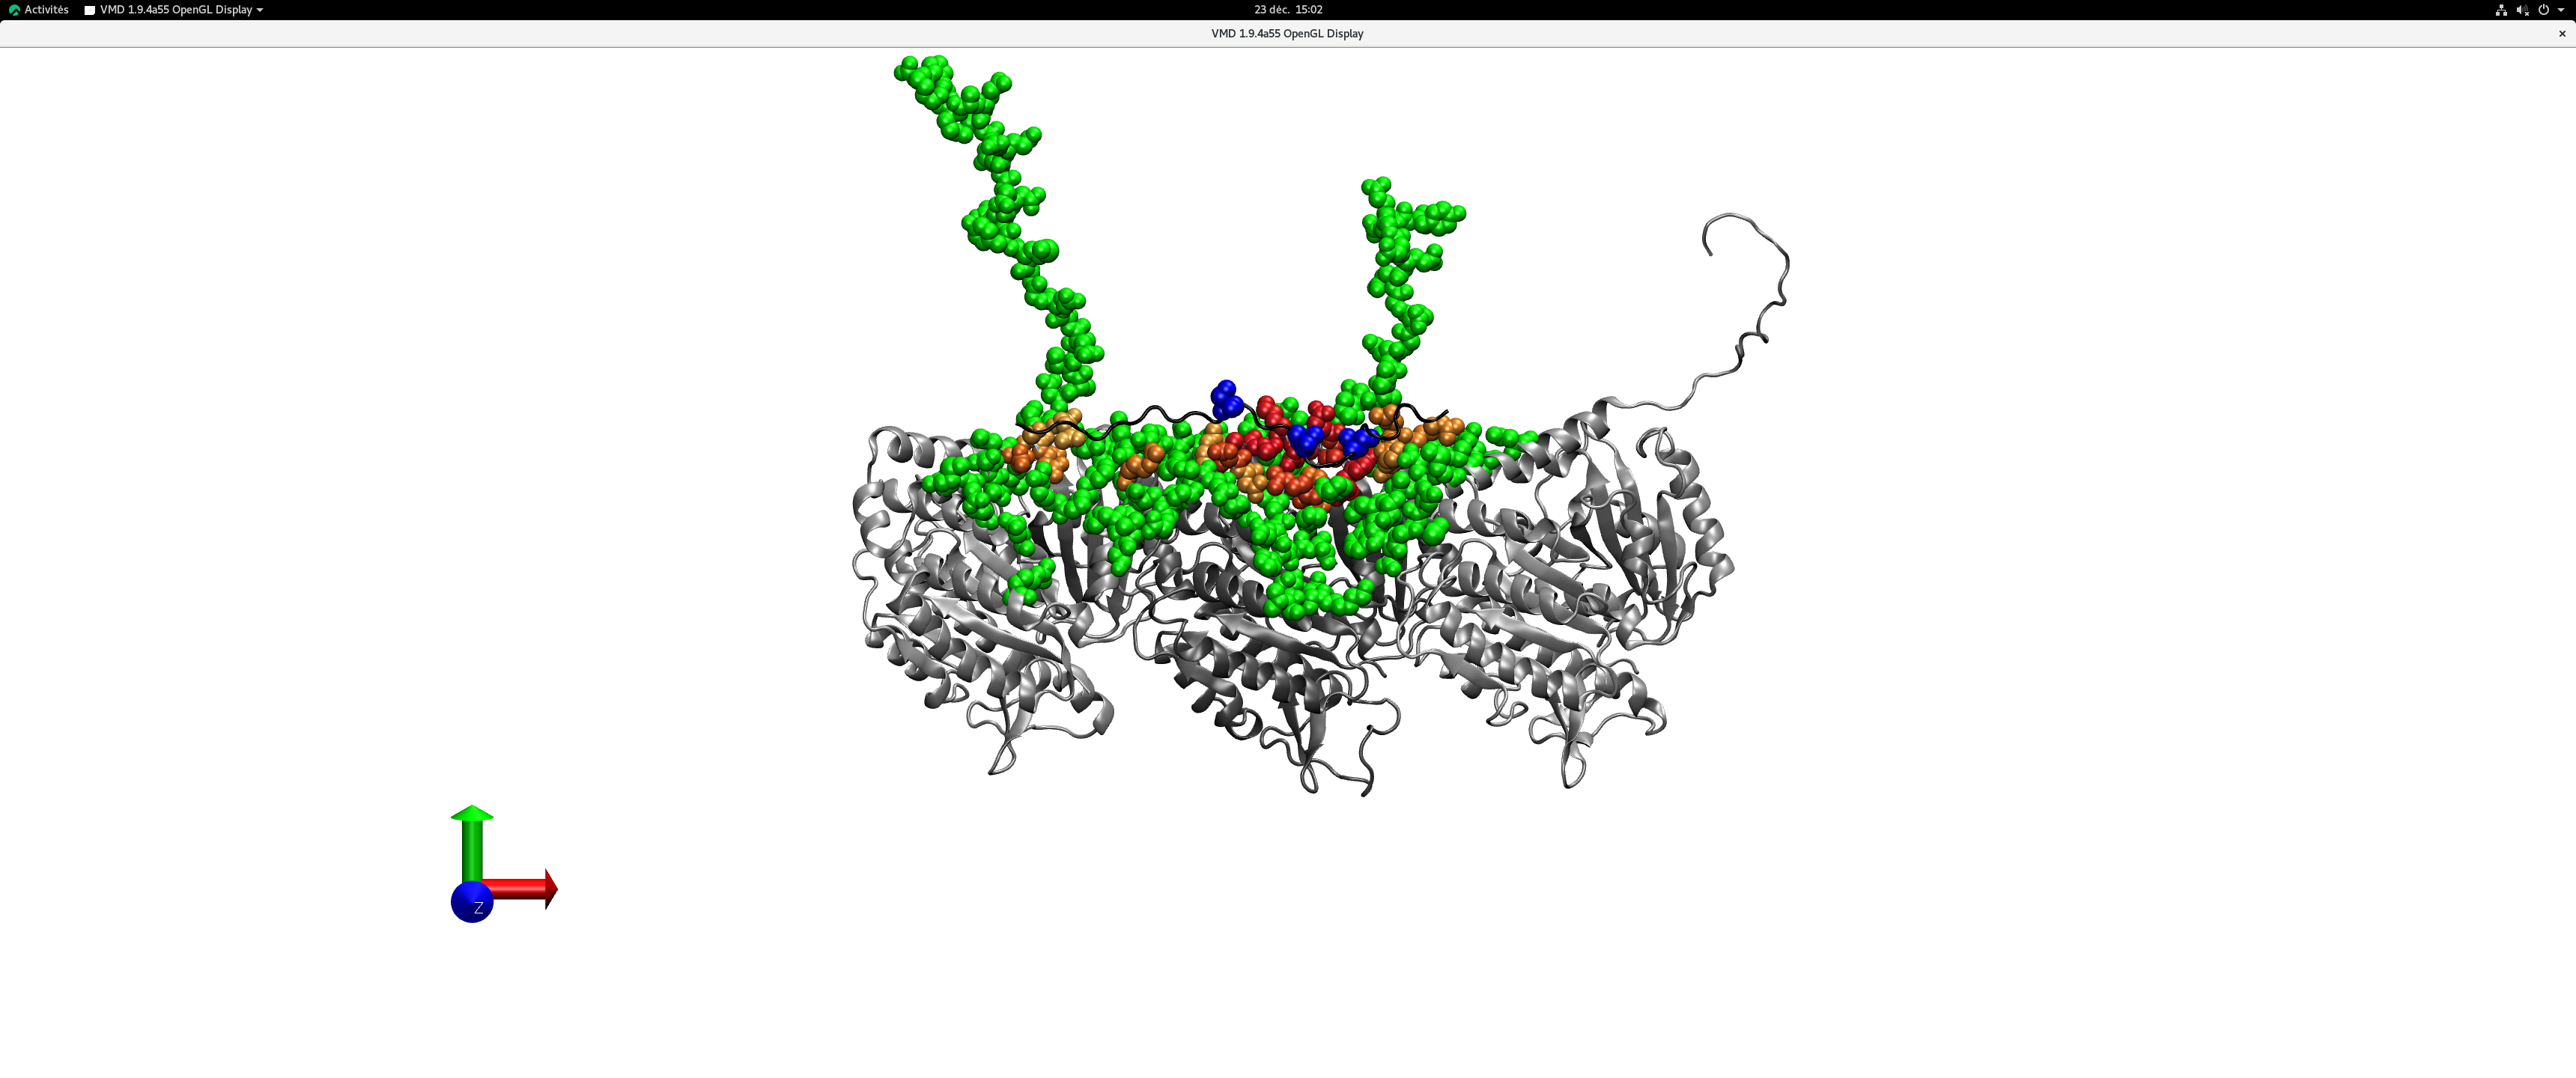 Activités VMD 1.9.4a55 OpenGL Display 23 déc. 15:02
VMD 1.9.4a55 OpenGL Display
Z